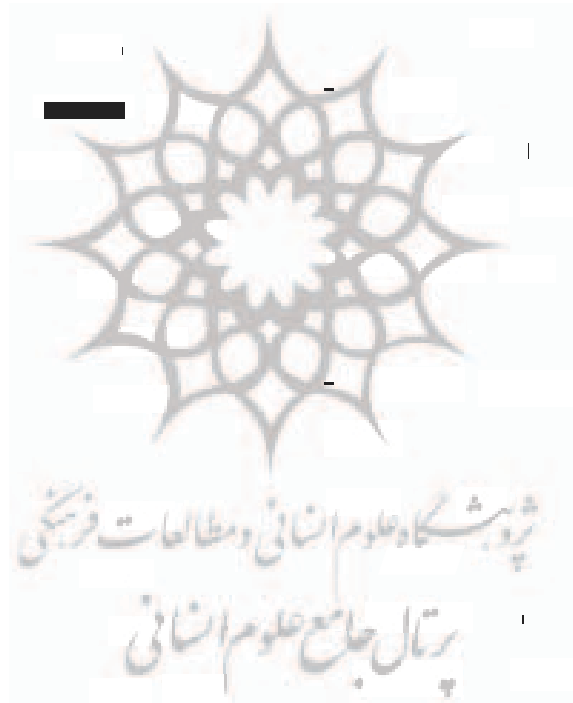 پژوهشگاه علوم انسانی و مطالعات فرهنگی
پرتال جامع علوم انسانی